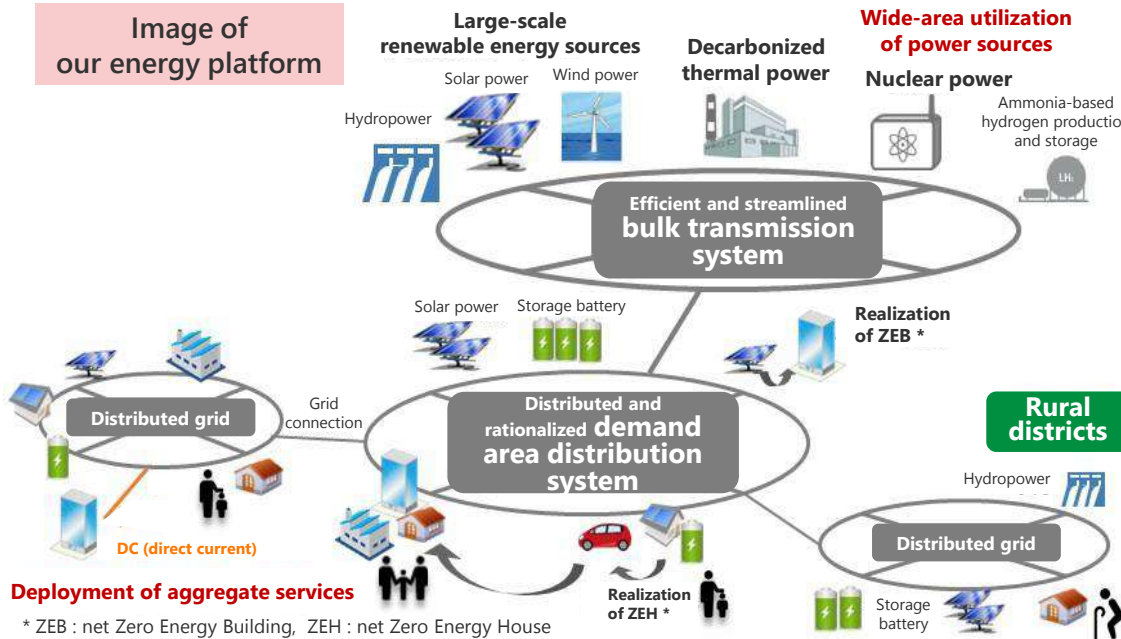 Image of
our energy platform
Large-scale
renewable energy sources
Solar power
Wind power
Hydropower
Decarbonized
thermal power
Wide-area utilization
of power sources
Nuclear power
Ammonia-based
hydrogen productio
and storage
LH₂
Efficient and streamlined
bulk transmission
system
Solar power
Storage battery
Realization
of ZEB *
Distributed grid
Grid
connection
Distributed and
rationalized demand
area distribution
system
Rural
districts
Hydropower
DC (direct current)
Distributed grid
Deployment of aggregate services
Realization
of ZEH *
Storage
battery
* ZEB : net Zero Energy Building, ZEH : net Zero Energy House